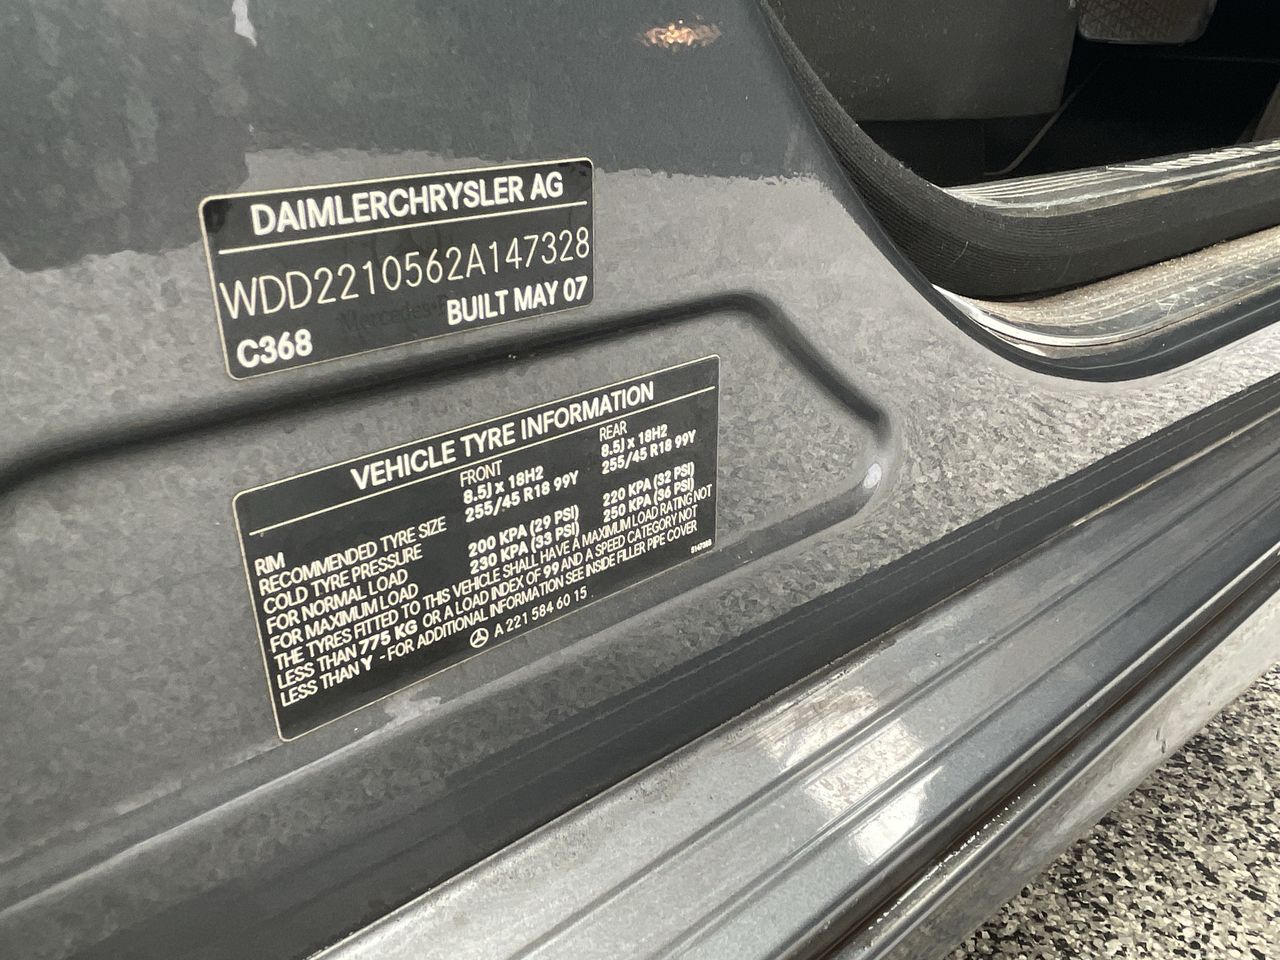 DAIMLERCHRYSLER AG
WDD2210562A147328
BUILT MAY 07
C368
VEHICLE TYRE INFORMATION
FRONT REAR
RIM 8.5J x 18H2 8.5J x 18H2
RECOMMENDED TYRE SIZE 255/45 R18 99Y 255/45 R18 99Y
COLD TYRE PRESSURE
FOR NORMAL LOAD 200 KPA (29 PSI) 220 KPA (32 PSI)
FOR MAXIMUM LOAD 230 KPA (33 PSI) 250 KPA (36 PSI)
THE TYRES FITTED TO THIS VEHICLE SHALL HAVE A MAXIMUM LOAD RATING NOT
LESS THAN 775 KG OR A LOAD INDEX OF 99 AND A SPEED CATEGORY NOT
LESS THAN Y - FOR ADDITIONAL INFORMATION SEE INSIDE FILLER PIPE COVER
A 221 584 60 15